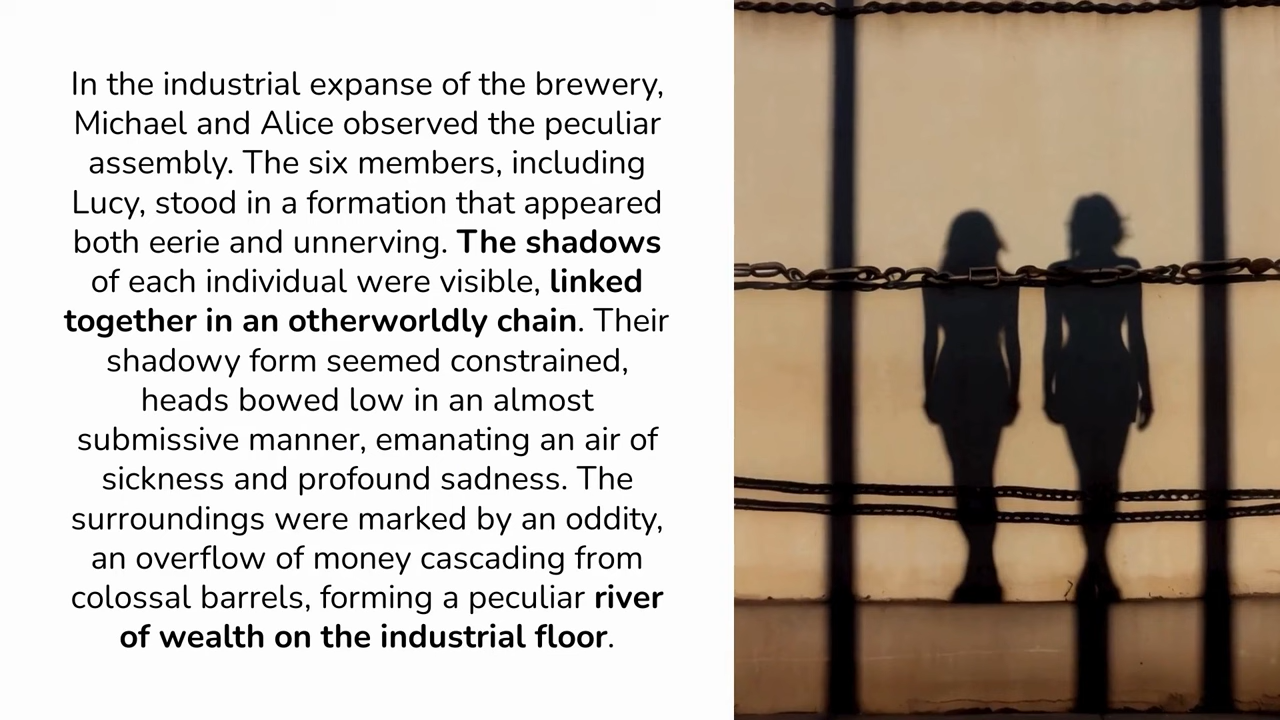 In the industrial expanse of the brewery,
Michael and Alice observed the peculiar
assembly. The six members, including
Lucy, stood in a formation that appeared
both eerie and unnerving. The shadows
of each individual were visible, linked
together in an otherworldly chain. Their
shadowy form seemed constrained,
heads bowed low in an almost
submissive manner, emanating an air of
sickness and profound sadness. The
surroundings were marked by an oddity,
an overflow of money cascading from
colossal barrels, forming a peculiar river
of wealth on the industrial floor.